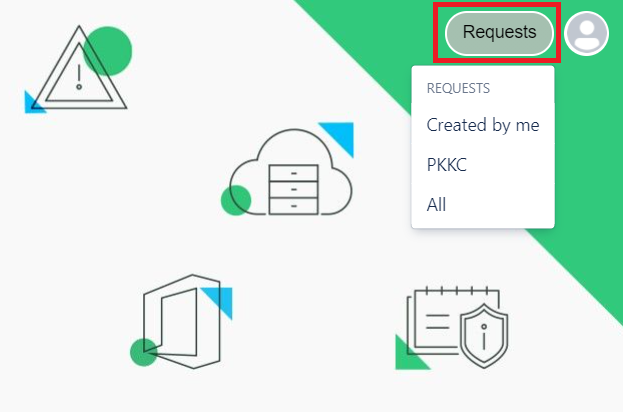 Requests
REQUESTS
Created by me
PKKC
All